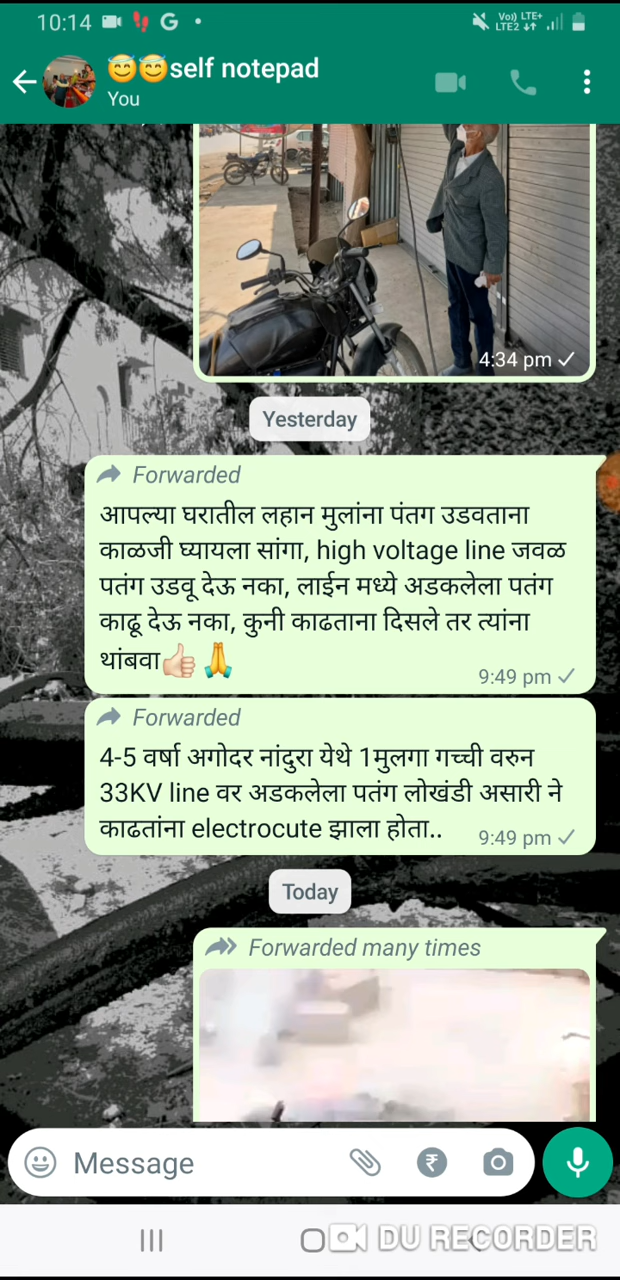 10:14
Vo)) LTE+
LTE2
😇😇self notepad
You
4:34 pm
Yesterday
Forwarded
आपल्या घरातील लहान मुलांना पंतग उडवताना
काळजी घ्यायला सांगा, high voltage line जवळ
पतंग उडवू देऊ नका, लाईन मध्ये अडकलेला पतंग
काढू देऊ नका, कुनी काढताना दिसले तर त्यांना
थांबवा👍🏻🙏
9:49 pm
Forwarded
4-5 वर्षा अगोदर नांदुरा येथे 1मुलगा गच्ची वरुन
33KV line वर अडकलेला पतंग लोखंडी असारी ने
काढतांना electrocute झाला होता..
9:49 pm
Today
Forwarded many times
Message
DU RECORDER